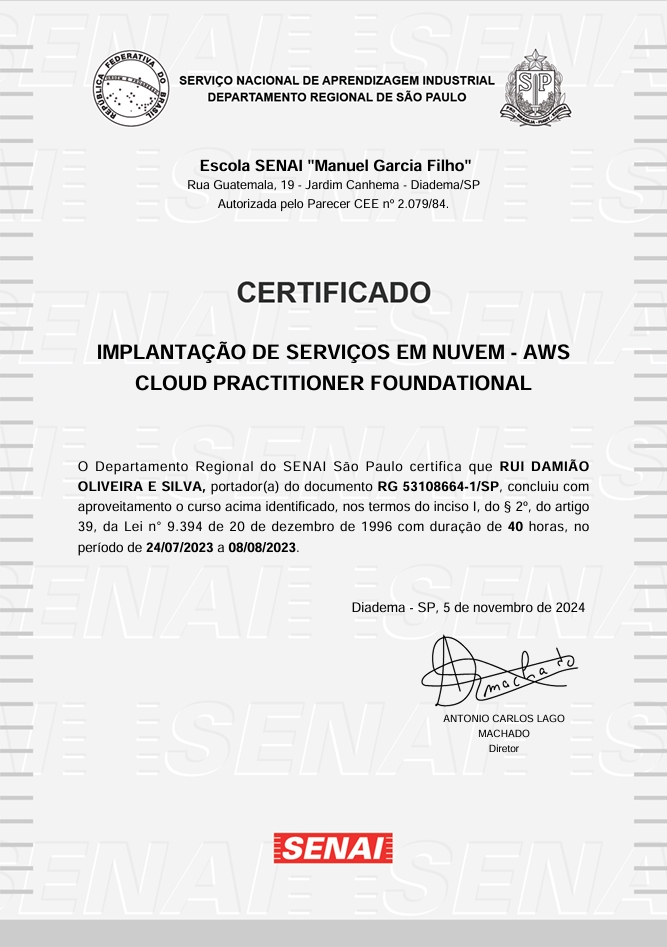 REPÚBLICA FEDERATIVA DO BRASIL
ORDEM E PROGRESSO
SERVIÇO NACIONAL DE APRENDIZAGEM INDUSTRIAL
DEPARTAMENTO REGIONAL DE SÃO PAULO
SP
Escola SENAI "Manuel Garcia Filho"
Rua Guatemala, 19 - Jardim Canhema - Diadema/SP
Autorizada pelo Parecer CEE nº 2.079/84.
CERTIFICADO
IMPLANTAÇÃO DE SERVIÇOS EM NUVEM - AWS
CLOUD PRACTITIONER FOUNDATIONAL
O Departamento Regional do SENAI São Paulo certifica que RUI DAMIÃO
OLIVEIRA E SILVA, portador(a) do documento RG 53108664-1/SP, concluiu com
aproveitamento o curso acima identificado, nos termos do inciso I, do § 2º, do artigo
39, da Lei n° 9.394 de 20 de dezembro de 1996 com duração de 40 horas, no
período de 24/07/2023 a 08/08/2023.
Diadema - SP, 5 de novembro de 2024
Amachado
ANTONIO CARLOS LAGO
MACHADO
Diretor
SENAI